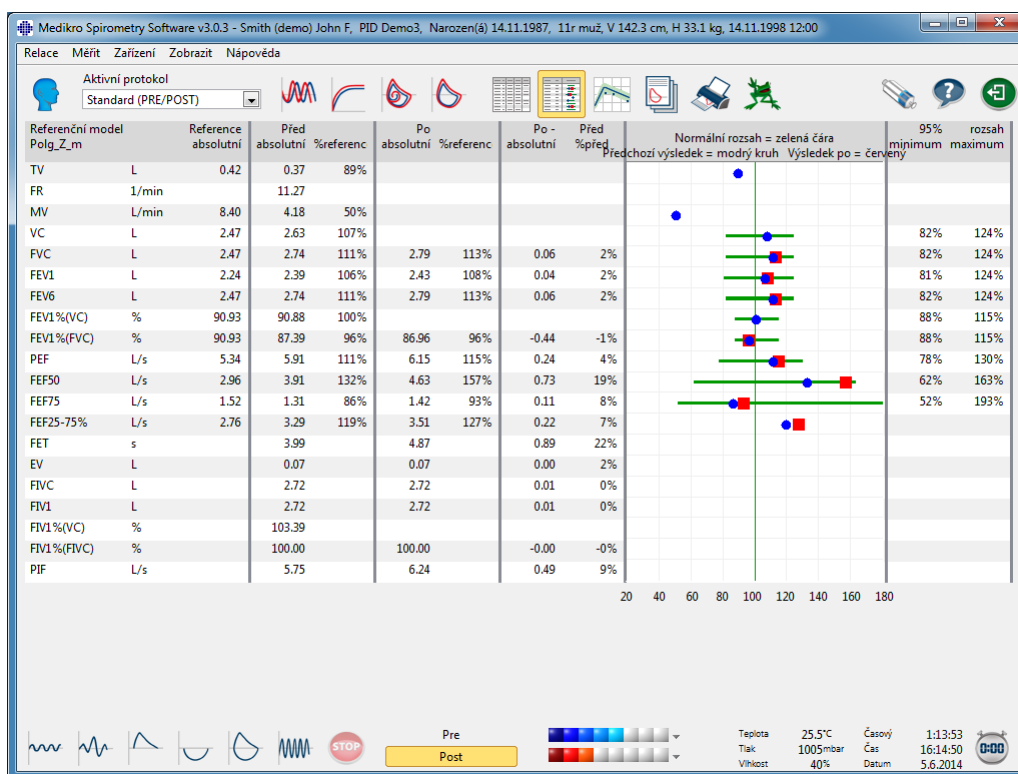 Medikro Spirometry Software v3.0.3 - Smith (demo) John F, PID Demo3, Narozen(á) 14.11.1987, 11r muž, V 142.3 cm, H 33.1 kg, 14.11.1998 12:00
Relace Měřit Zařízení Zobrazit Nápověda
Aktivní protokol
Standard (PRE/POST)
Referenční model Reference Před Po Po - Před 95% rozsah
Polg_Z_m absolutní absolutní %referenc absolutní %referenc absolutní %před minimum maximum
Normální rozsah = zelená čára
Předchozí výsledek = modrý kruh Výsledek po = červený
TV L 0.42 0.37 89%
FR 1/min 11.27
MV L/min 8.40 4.18 50%
VC L 2.47 2.63 107% 82% 124%
FVC L 2.47 2.74 111% 2.79 113% 0.06 2% 82% 124%
FEV1 L 2.24 2.39 106% 2.43 108% 0.04 2% 81% 124%
FEV6 L 2.47 2.74 111% 2.79 113% 0.06 2% 82% 124%
FEV1%(VC) % 90.93 90.88 100% 88% 115%
FEV1%(FVC) % 90.93 87.39 96% 86.96 96% -0.44 -1% 88% 115%
PEF L/s 5.34 5.91 111% 6.15 115% 0.24 4% 78% 130%
FEF50 L/s 2.96 3.91 132% 4.63 157% 0.73 19% 62% 163%
FEF75 L/s 1.52 1.31 86% 1.42 93% 0.11 8% 52% 193%
FEF25-75% L/s 2.76 3.29 119% 3.51 127% 0.22 7%
FET s 3.99 4.87 0.89 22%
EV L 0.07 0.07 0.00 2%
FIVC L 2.72 2.72 0.01 0%
FIV1 L 2.72 2.72 0.01 0%
FIV1%(VC) % 103.39
FIV1%(FIVC) % 100.00 100.00 -0.00 -0%
PIF L/s 5.75 6.24 0.49 9%
20 40 60 80 100 120 140 160 180
STOP
Pre
Post
Teplota 25.5°C Časový 1:13:53
Tlak 1005mbar Čas 16:14:50
Vlhkost 40% Datum 5.6.2014
0:00